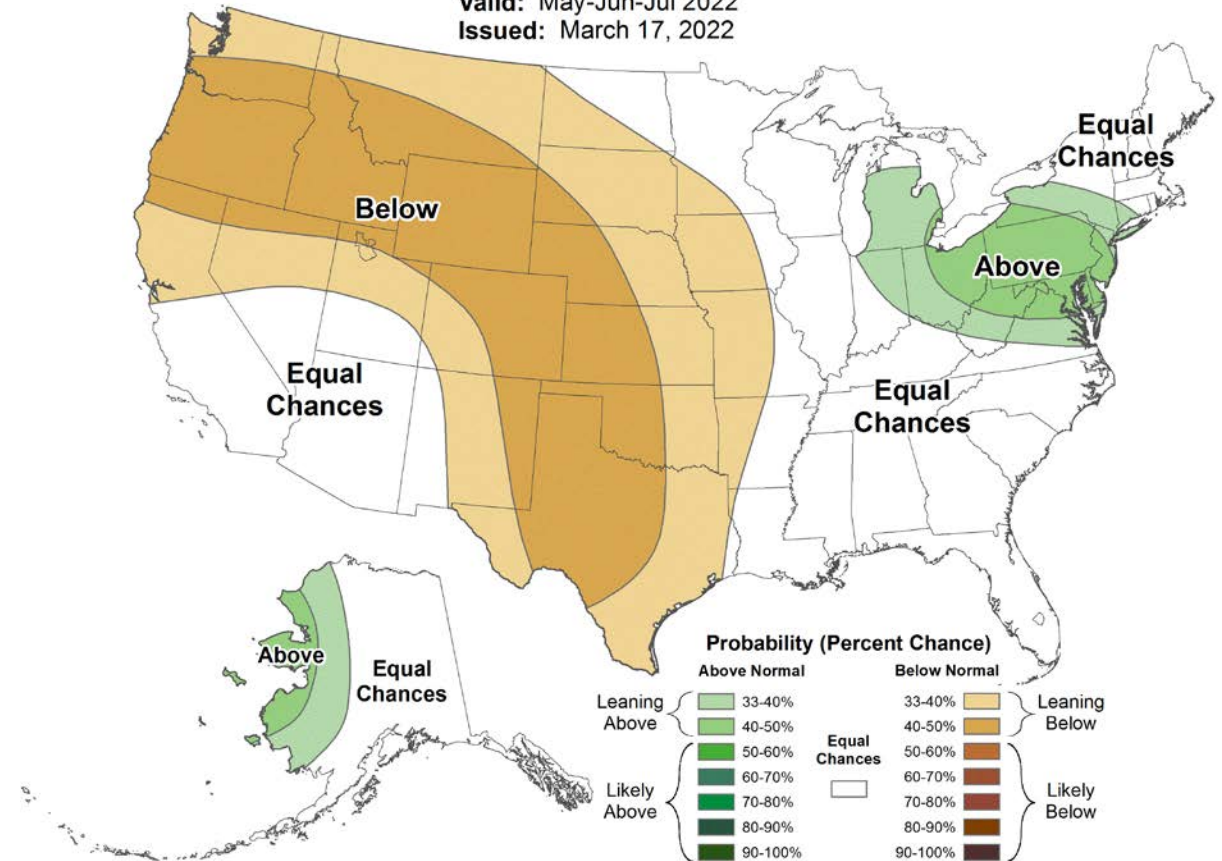 Valid: May-Jun-Jul 2022
Issued: March 17, 2022
Equal
Chances
Below
Above
Equal
Chances
Equal
Chances
Above
Equal
Chances
Probability (Percent Chance)
Above Normal
Below Normal
Leaning
Above
33-40%
40-50%
50-60%
60-70%
70-80%
80-90%
90-100%
Likely
Above
Equal
Chances
33-40%
40-50%
50-60%
60-70%
70-80%
80-90%
90-100%
Leaning
Below
Likely
Below